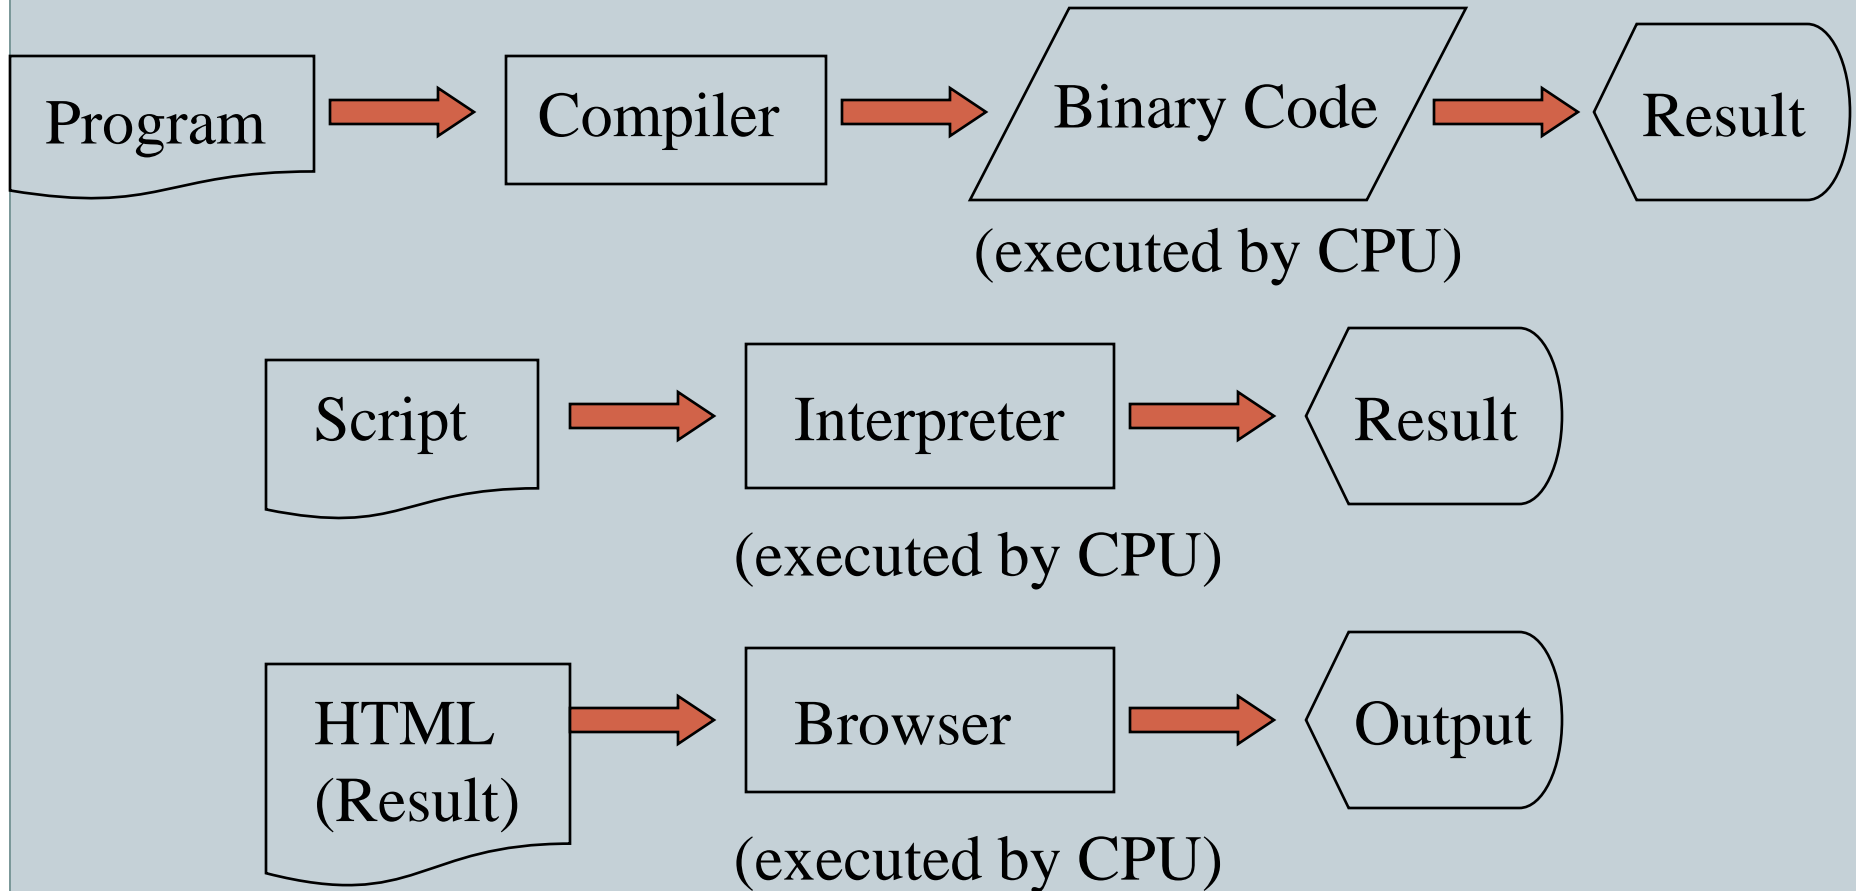 Program
Compiler
Binary Code
Result
(executed by CPU)
Script
Interpreter
Result
(executed by CPU)
HTML
(Result)
Browser
Output
(executed by CPU)